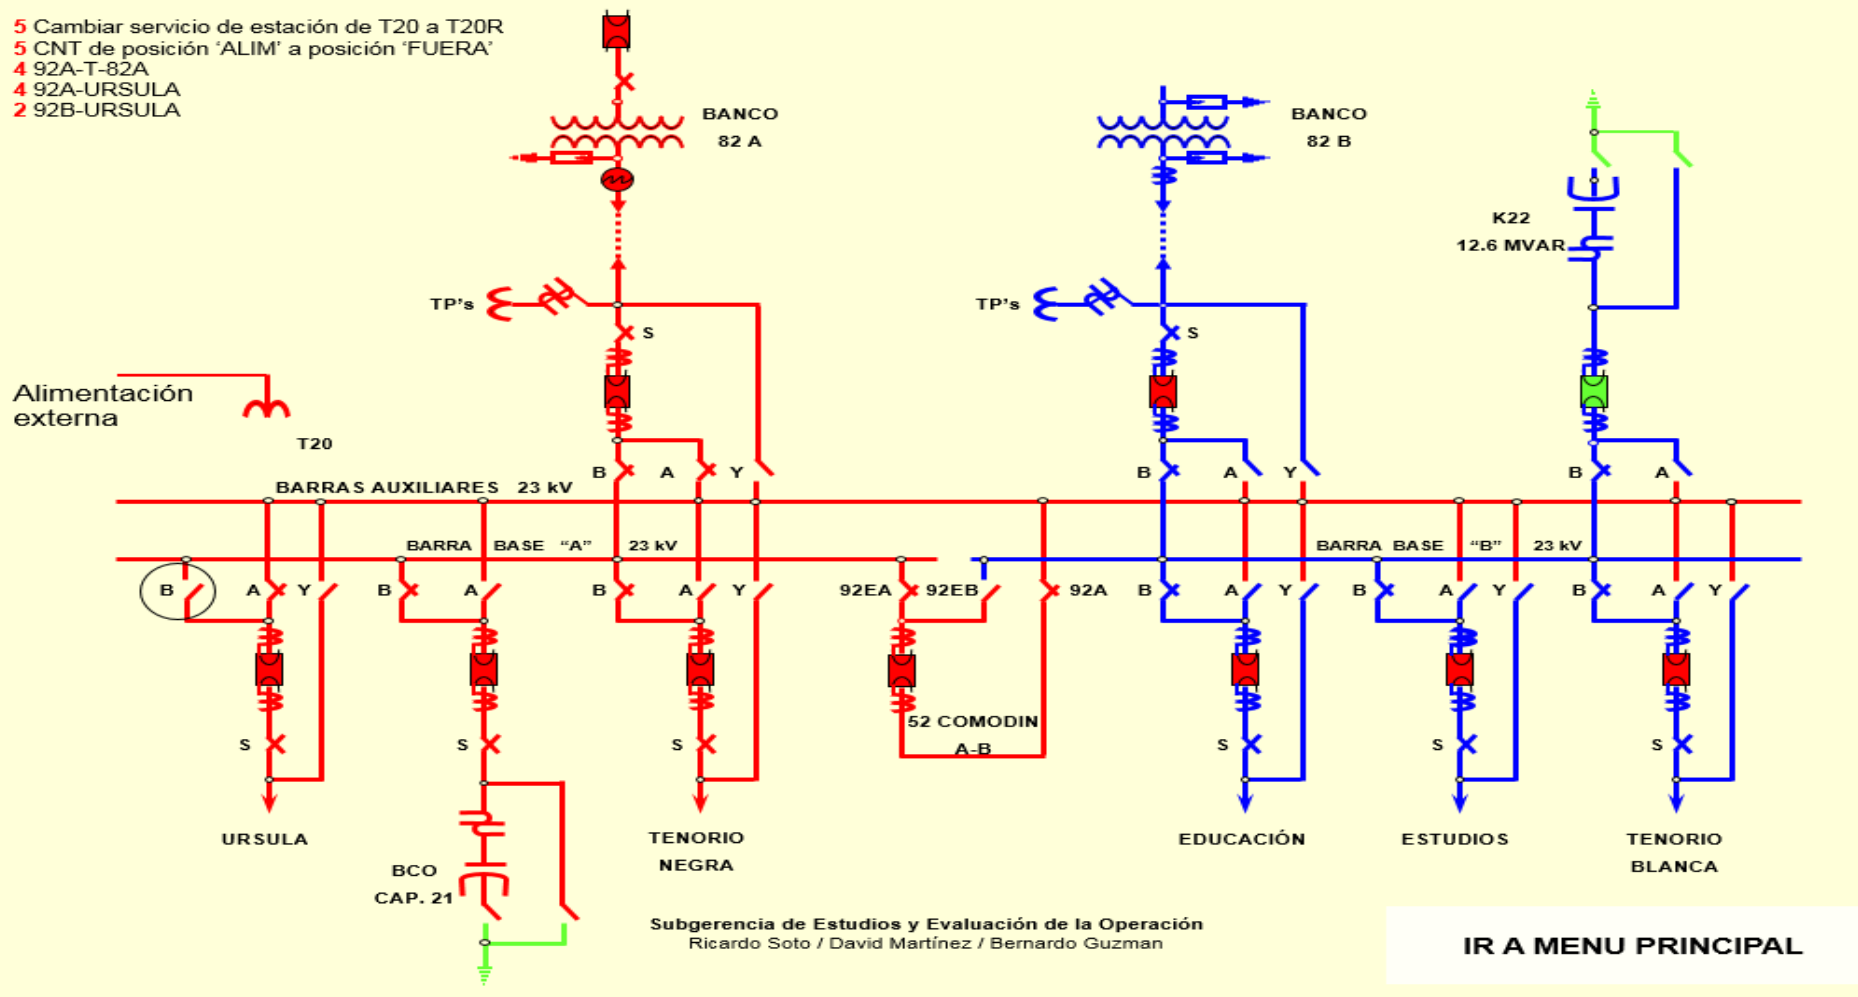 5 Cambiar servicio de estación de T20 a T20R
5 CNT de posición ‘ALIM’ a posición ‘FUERA’
4 92A-T-82A
4 92A-URSULA
2 92B-URSULA
BANCO
82 A
BANCO
82 B
K22
12.6 MVAR
TP's
S
TP's
S
Alimentación
externa
T20
B A Y
B A Y
B A
BARRAS AUXILIARES 23 kV
BARRA BASE “A” 23 kV
BARRA BASE “B” 23 kV
B A Y
B A
B A Y
92EA 92EB 92A
B A Y
B A Y
B A Y
52 COMODIN
A-B
S
S
S
S
S
S
URSULA
BCO
CAP. 21
TENORIO
NEGRA
EDUCACIÓN
ESTUDIOS
TENORIO
BLANCA
Subgerencia de Estudios y Evaluación de la Operación
Ricardo Soto / David Martínez / Bernardo Guzman
IR A MENU PRINCIPAL